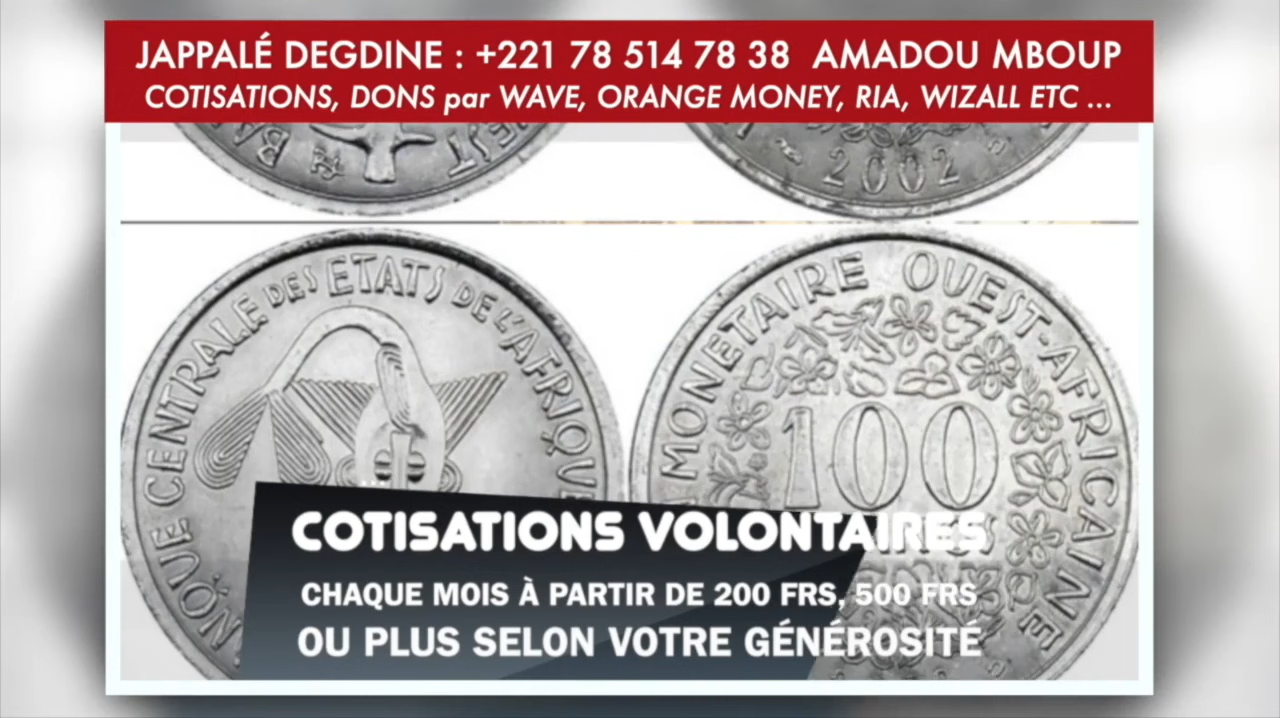 JAPPALÉ DEGDINE : +221 78 514 78 38 AMADOU MBOUP
COTISATIONS, DONS par WAVE, ORANGE MONEY, RIA, WIZALL ETC ...
2002
CENTRALE DES ETATS DE L'AFRIQUE
MONETAIRE OUEST-AFRICAINE
100
COTISATIONS VOLONTAIRES
CHAQUE MOIS À PARTIR DE 200 FRS, 500 FRS
OU PLUS SELON VOTRE GÉNÉROSITÉ